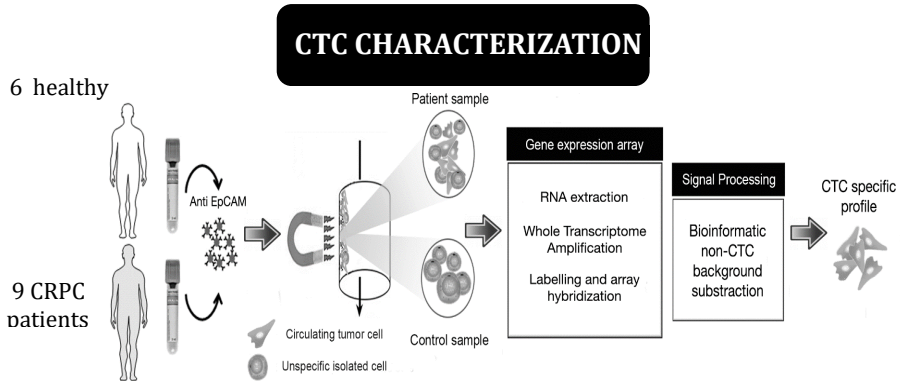 CTC CHARACTERIZATION
6 healthy
Patient sample
Anti EpCAM
Gene expression array
RNA extraction
Whole Transcriptome
Amplification
Labelling and array
hybridization
Signal Processing
Bioinformatic
non-CTC
background
substraction
CTC specific
profile
9 CRPC
patients
Circulating tumor cell
Unspecific isolated cell
Control sample